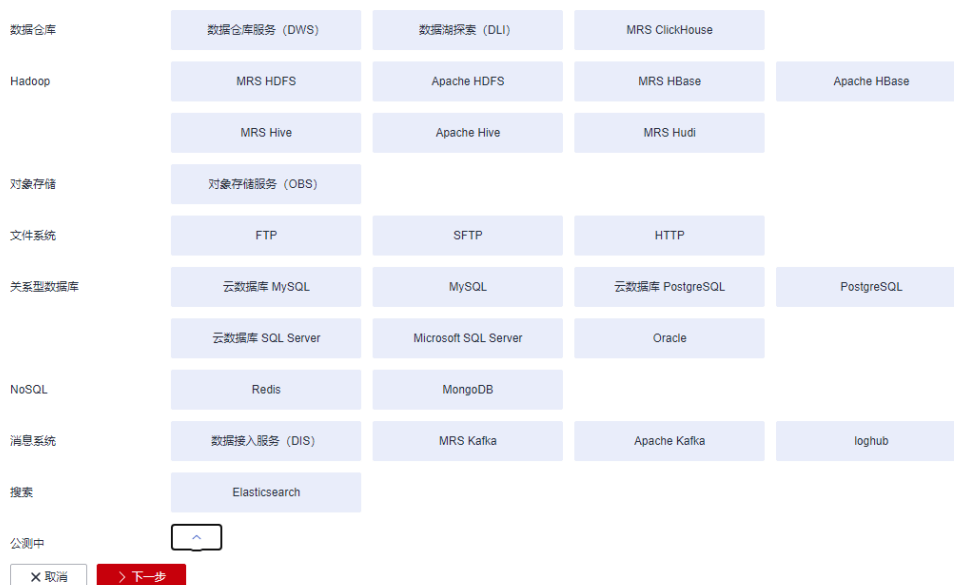 数据仓库 数据仓库服务（DWS） 数据湖探索（DLI） MRS ClickHouse
Hadoop MRS HDFS Apache HDFS MRS HBase Apache HBase
MRS Hive Apache Hive MRS Hudi
对象存储 对象存储服务（OBS）
文件系统 FTP SFTP HTTP
关系型数据库 云数据库 MySQL MySQL 云数据库 PostgreSQL PostgreSQL
云数据库 SQL Server Microsoft SQL Server Oracle
NoSQL Redis MongoDB
消息系统 数据接入服务（DIS） MRS Kafka Apache Kafka loghub
搜索 Elasticsearch
公测中
取消 下一步